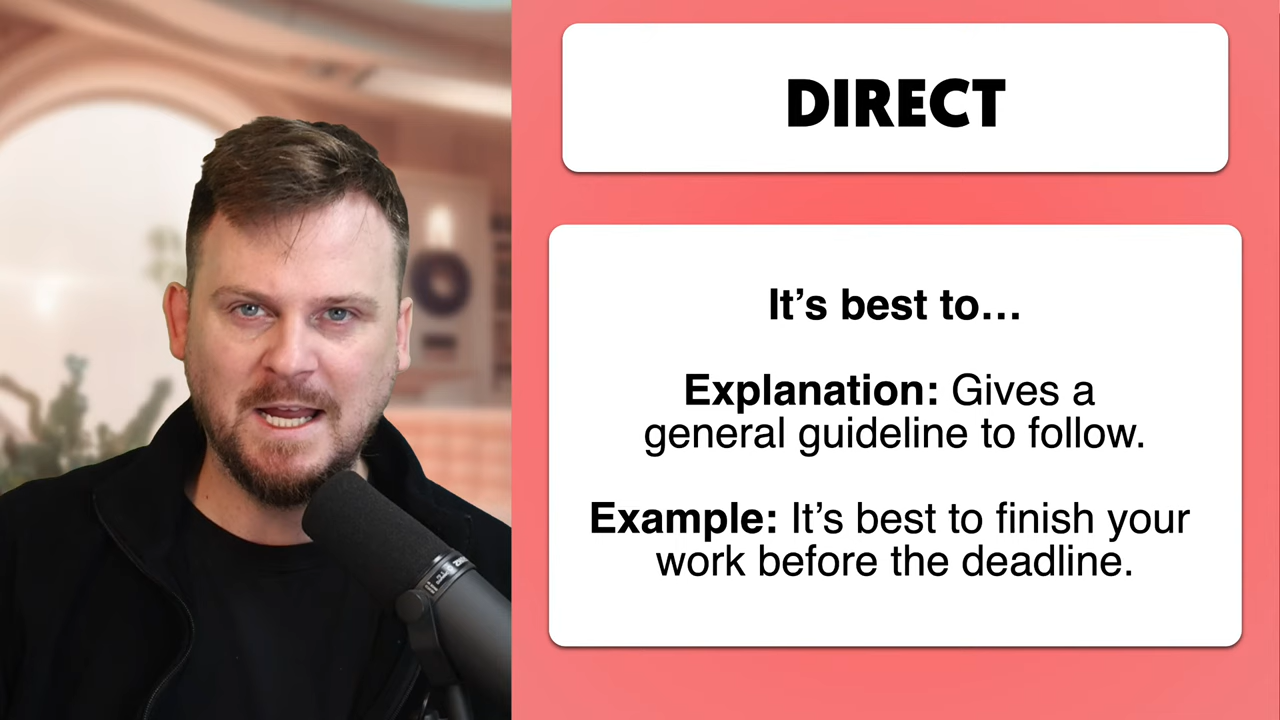 DIRECT
It’s best to…
Explanation: Gives a
general guideline to follow.
Example: It’s best to finish your
work before the deadline.